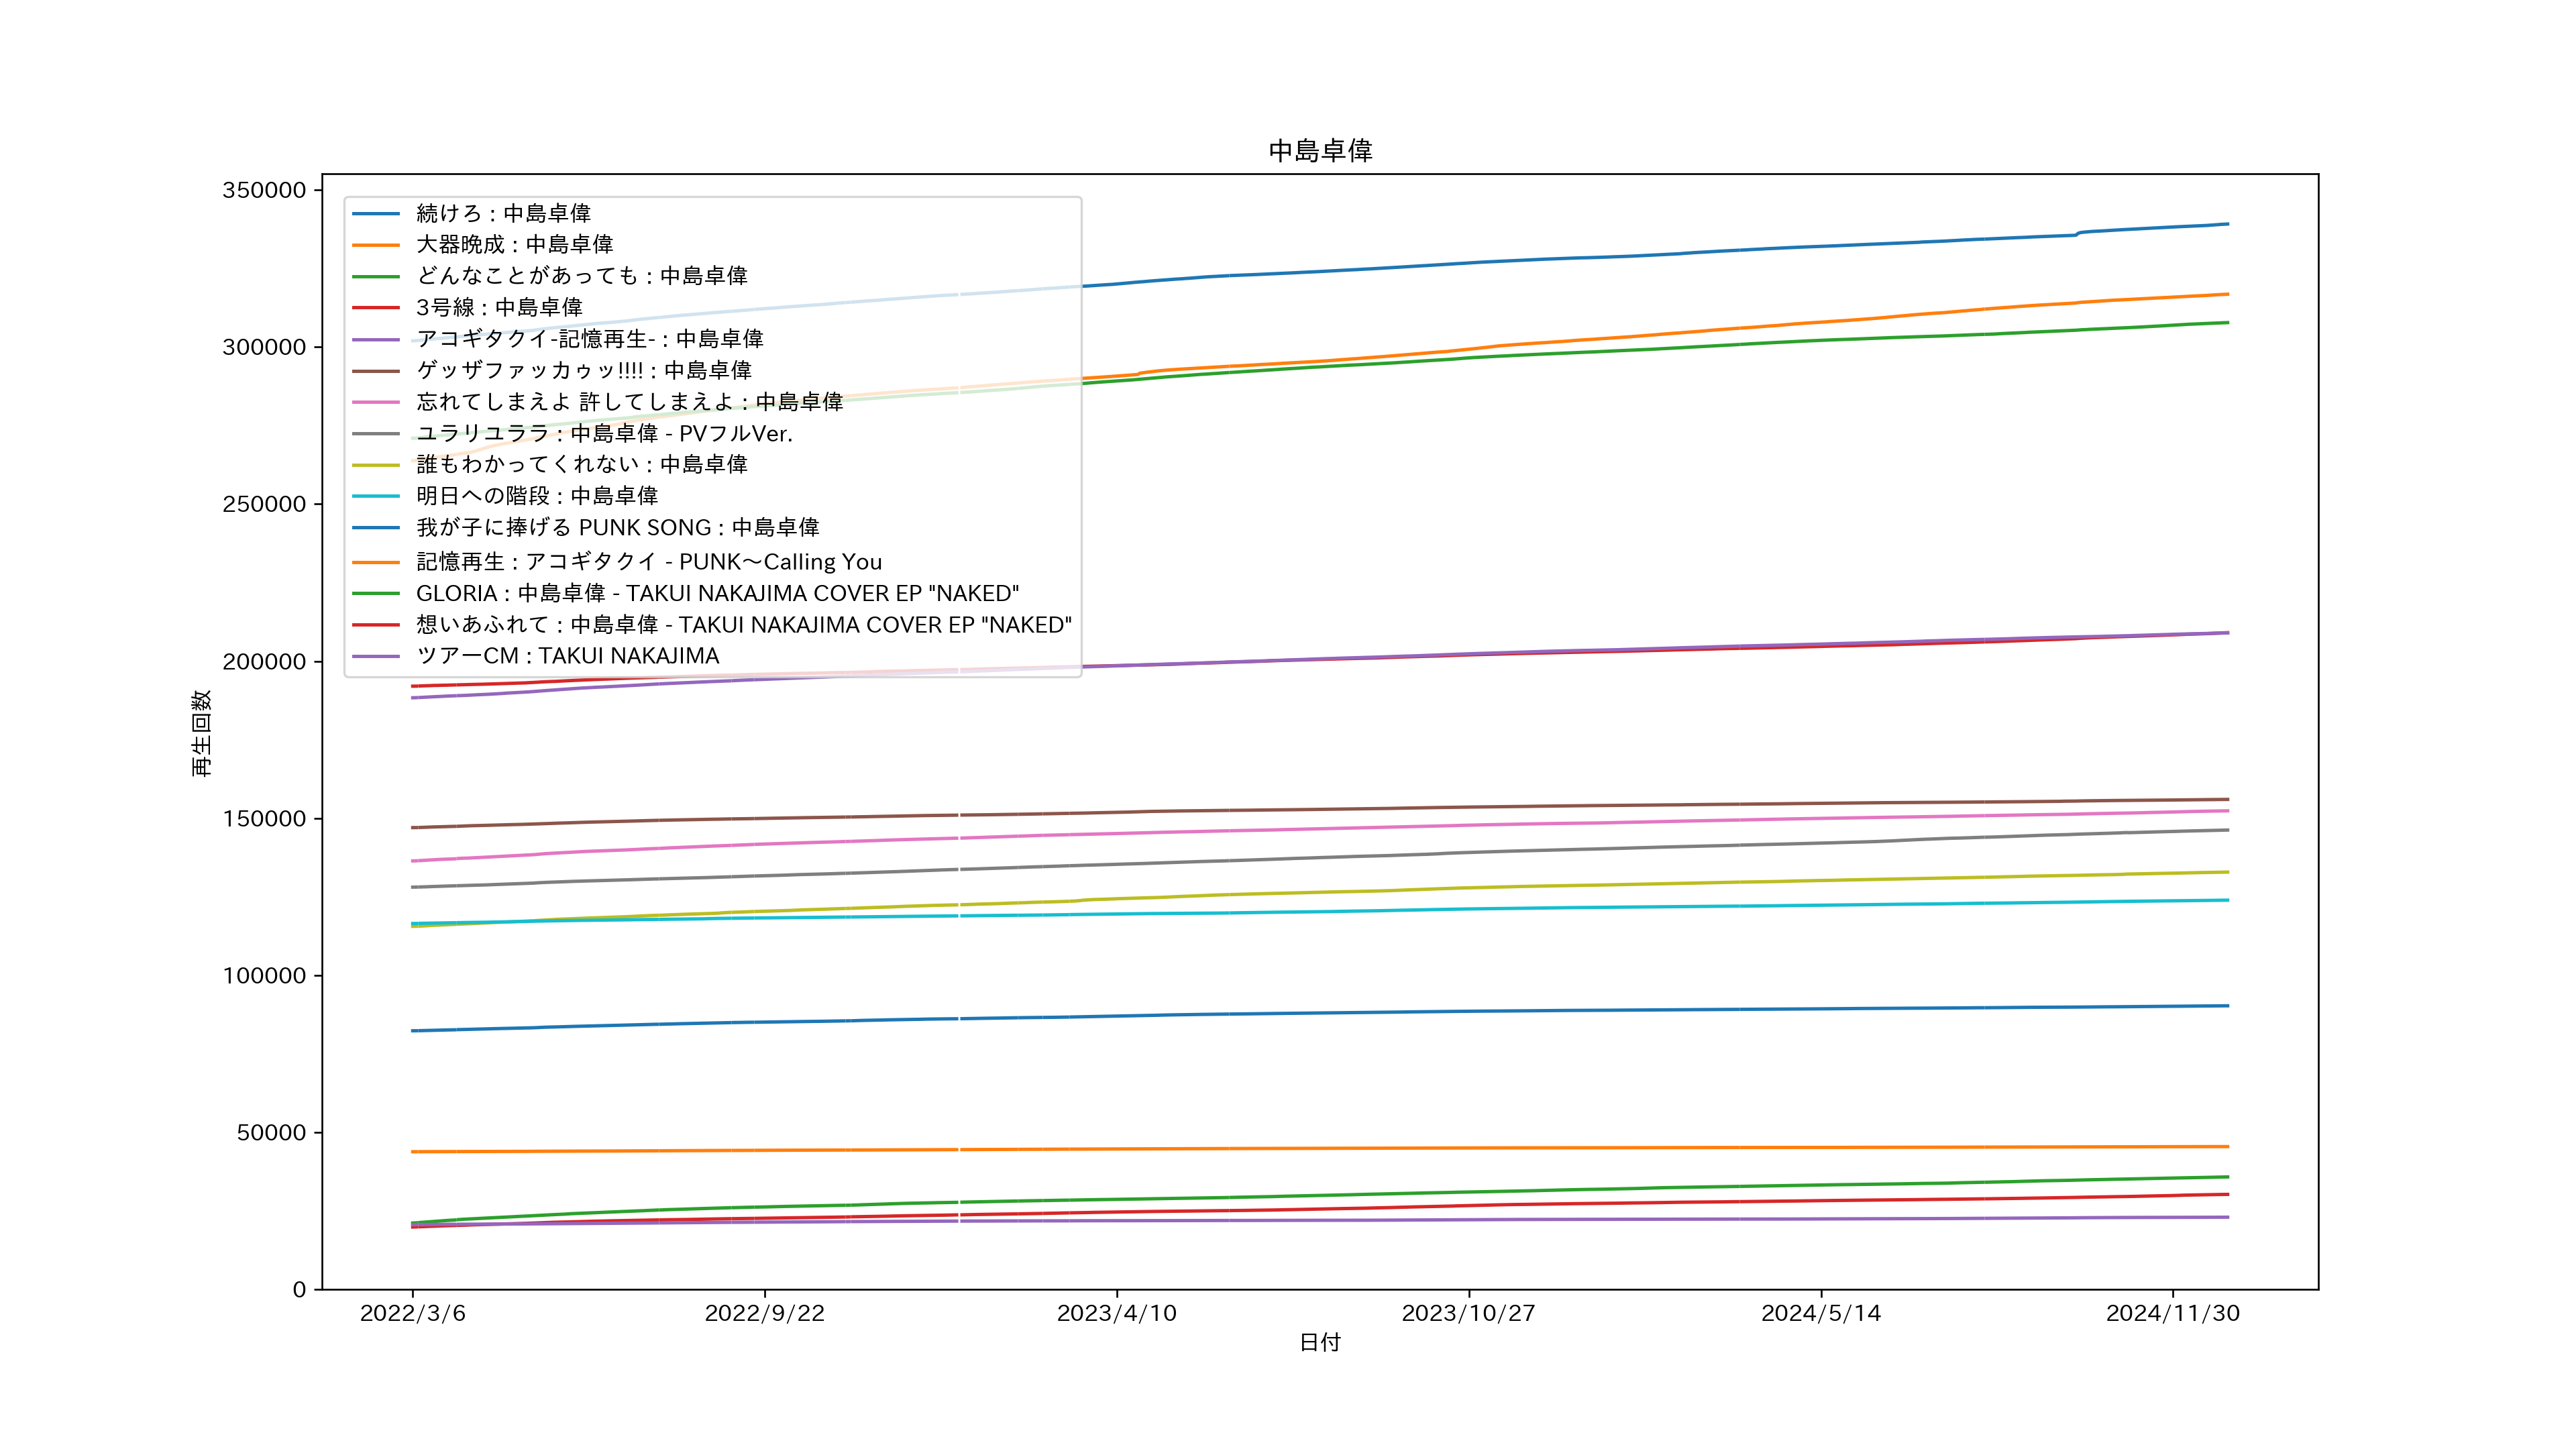 中島卓偉
350000
300000
250000
200000
150000
100000
50000
0
再生回数
続けろ : 中島卓偉
大器晩成 : 中島卓偉
どんなことがあっても : 中島卓偉
3号線 : 中島卓偉
アコギタクイ-記憶再生- : 中島卓偉
ゲッザファッカゥッ!!!! : 中島卓偉
忘れてしまえよ 許してしまえよ : 中島卓偉
ユラリユララ : 中島卓偉 - PVフルVer.
誰もわかってくれない : 中島卓偉
明日への階段 : 中島卓偉
我が子に捧げる PUNK SONG : 中島卓偉
記憶再生 : アコギタクイ - PUNK〜Calling You
GLORIA : 中島卓偉 - TAKUI NAKAJIMA COVER EP "NAKED"
想いあふれて : 中島卓偉 - TAKUI NAKAJIMA COVER EP "NAKED"
ツアーCM : TAKUI NAKAJIMA
2022/3/6
2022/9/22
2023/4/10
2023/10/27
2024/5/14
2024/11/30
日付